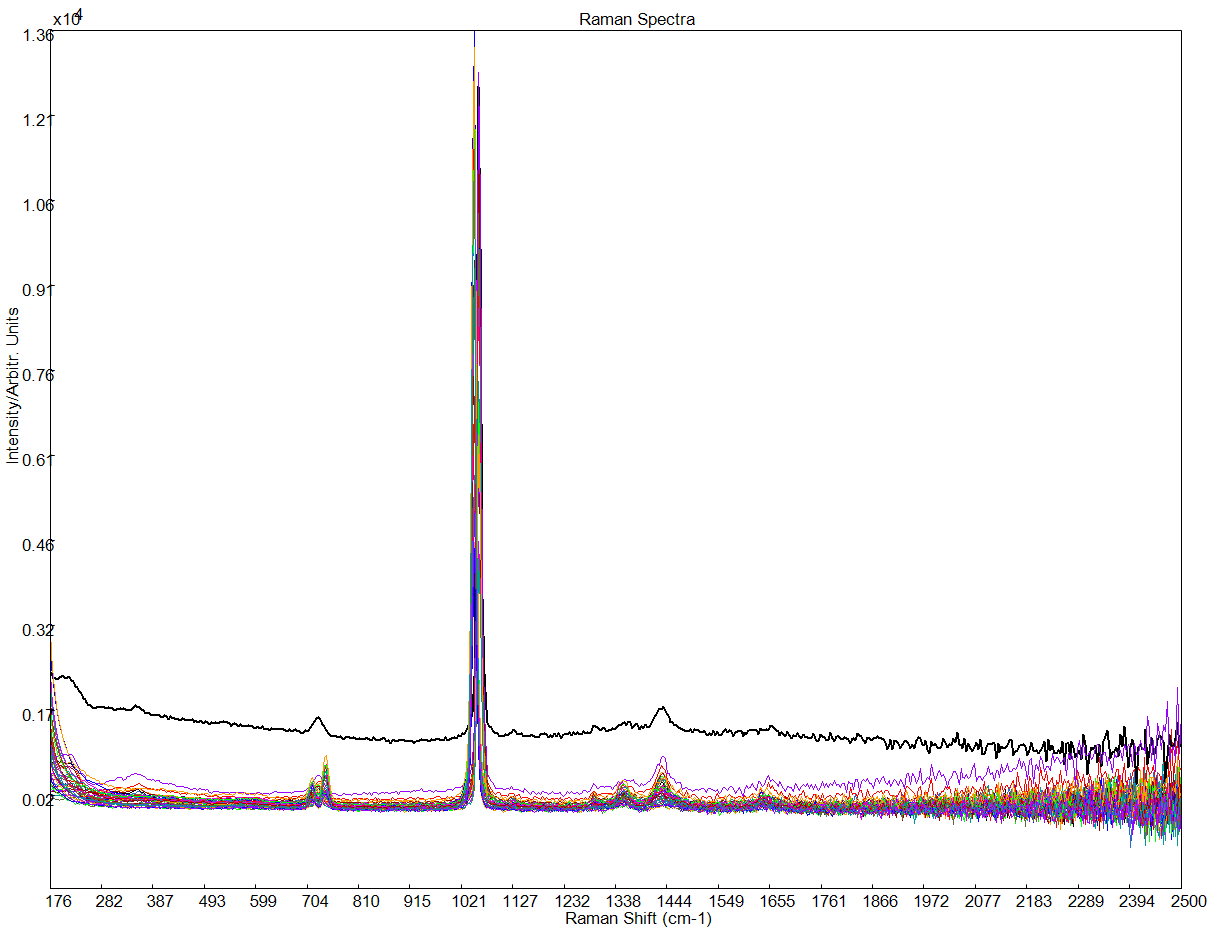 Raman Spectra
x10^4
1.36
1.21
1.06
0.91
0.76
0.61
0.46
0.32
0.17
0.02
Intensity/Arbitr. Units
176 282 387 493 599 704 810 915 1021 1127 1232 1338 1444 1549 1655 1761 1866 1972 2077 2183 2289 2394 2500
Raman Shift (cm-1)